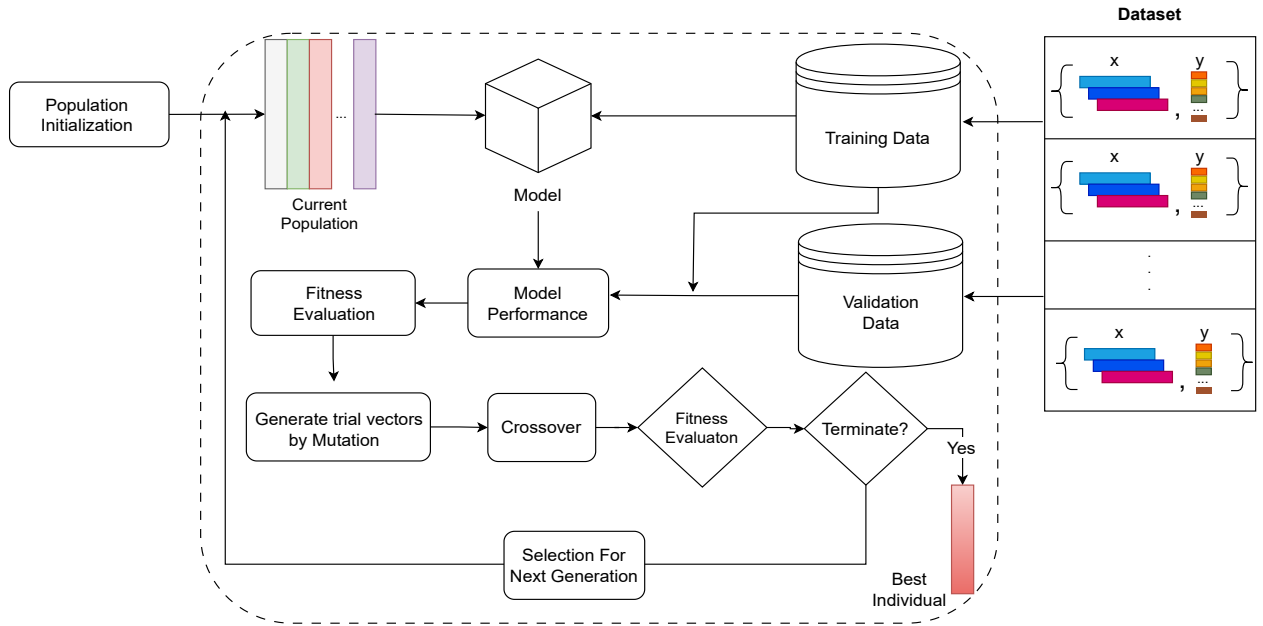 Dataset
Population
Initialization
...
Current
Population
Model
Training Data
Validation
Data
Model
Performance
Fitness
Evaluation
Generate trial vectors
by Mutation
Crossover
Fitness
Evaluaton
Terminate?
Yes
Selection For
Next Generation
Best
Individual
x y
, ...
x y
, ...
.
.
.
x y
, ...